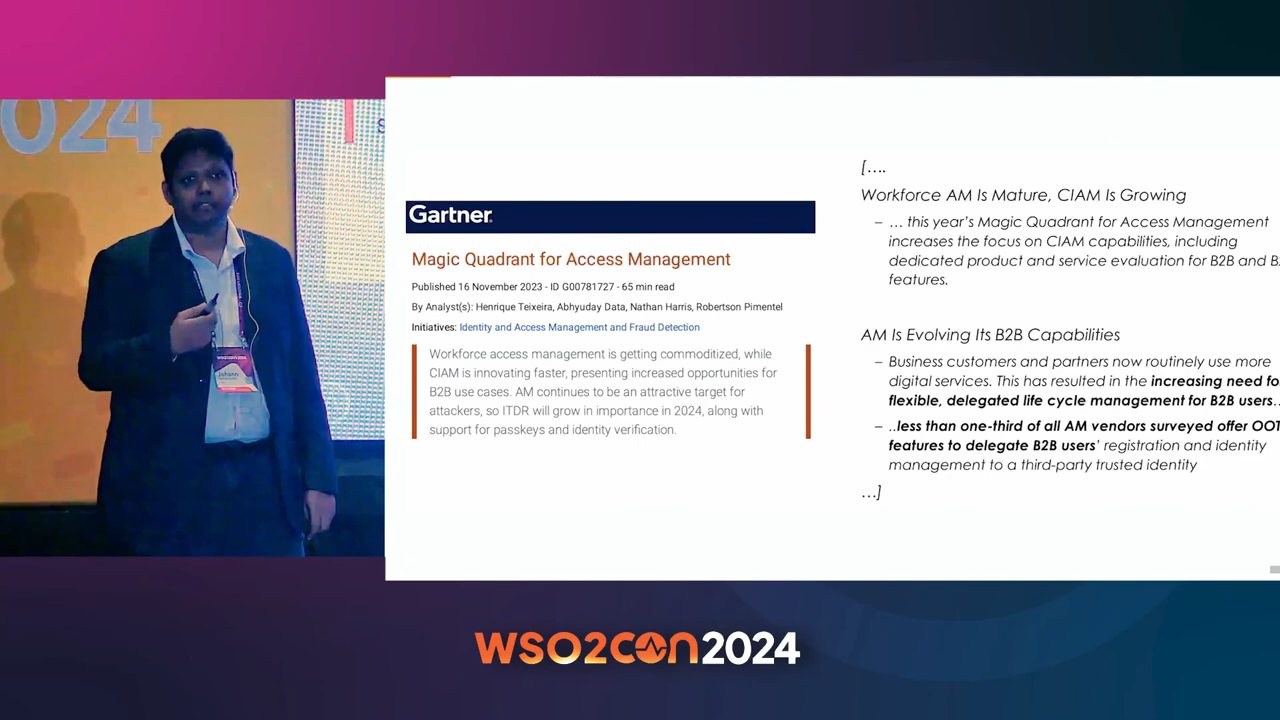 024
Johann
Gartner
Magic Quadrant for Access Management
Published 16 November 2023 - ID G00781727 - 65 min read
By Analyst(s): Henrique Teixeira, Abhyuday Data, Nathan Harris, Robertson Pimentel
Initiatives: Identity and Access Management and Fraud Detection
Workforce access management is getting commoditized, while
CIAM is innovating faster, presenting increased opportunities for
B2B use cases. AM continues to be an attractive target for
attackers, so ITDR will grow in importance in 2024, along with
support for passkeys and identity verification.
[….
Workforce AM Is Mature, CIAM Is Growing
– … this year's Magic Quadrant for Access Management
increases the focus on CIAM capabilities, including
dedicated product and service evaluation for B2B and B
features.
AM Is Evolving Its B2B Capabilities
– Business customers and partners now routinely use more
digital services. This has resulted in the increasing need fo
flexible, delegated life cycle management for B2B users..
– ..less than one-third of all AM vendors surveyed offer OOT
features to delegate B2B users' registration and identity
management to a third-party trusted identity
…]
WSO2CON2024